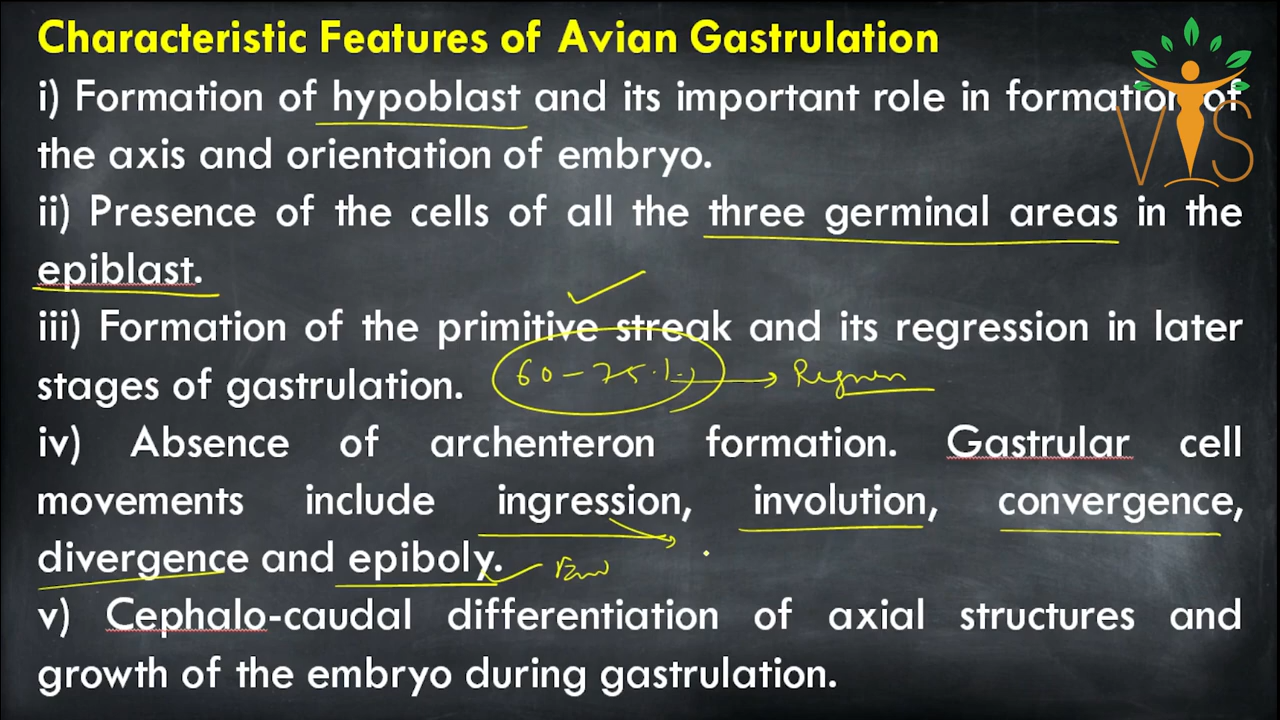 Characteristic Features of Avian Gastrulation
i) Formation of hypoblast and its important role in formation of
the axis and orientation of embryo.
VIS
ii) Presence of the cells of all the three germinal areas in the
epiblast.
iii) Formation of the primitive streak and its regression in later
stages of gastrulation.
60-75%
iv) Absence of archenteron formation. Gastrular cell
movements include ingression, involution, convergence,
divergence and epiboly.
v) Cephalo-caudal differentiation of axial structures and
growth of the embryo during gastrulation.